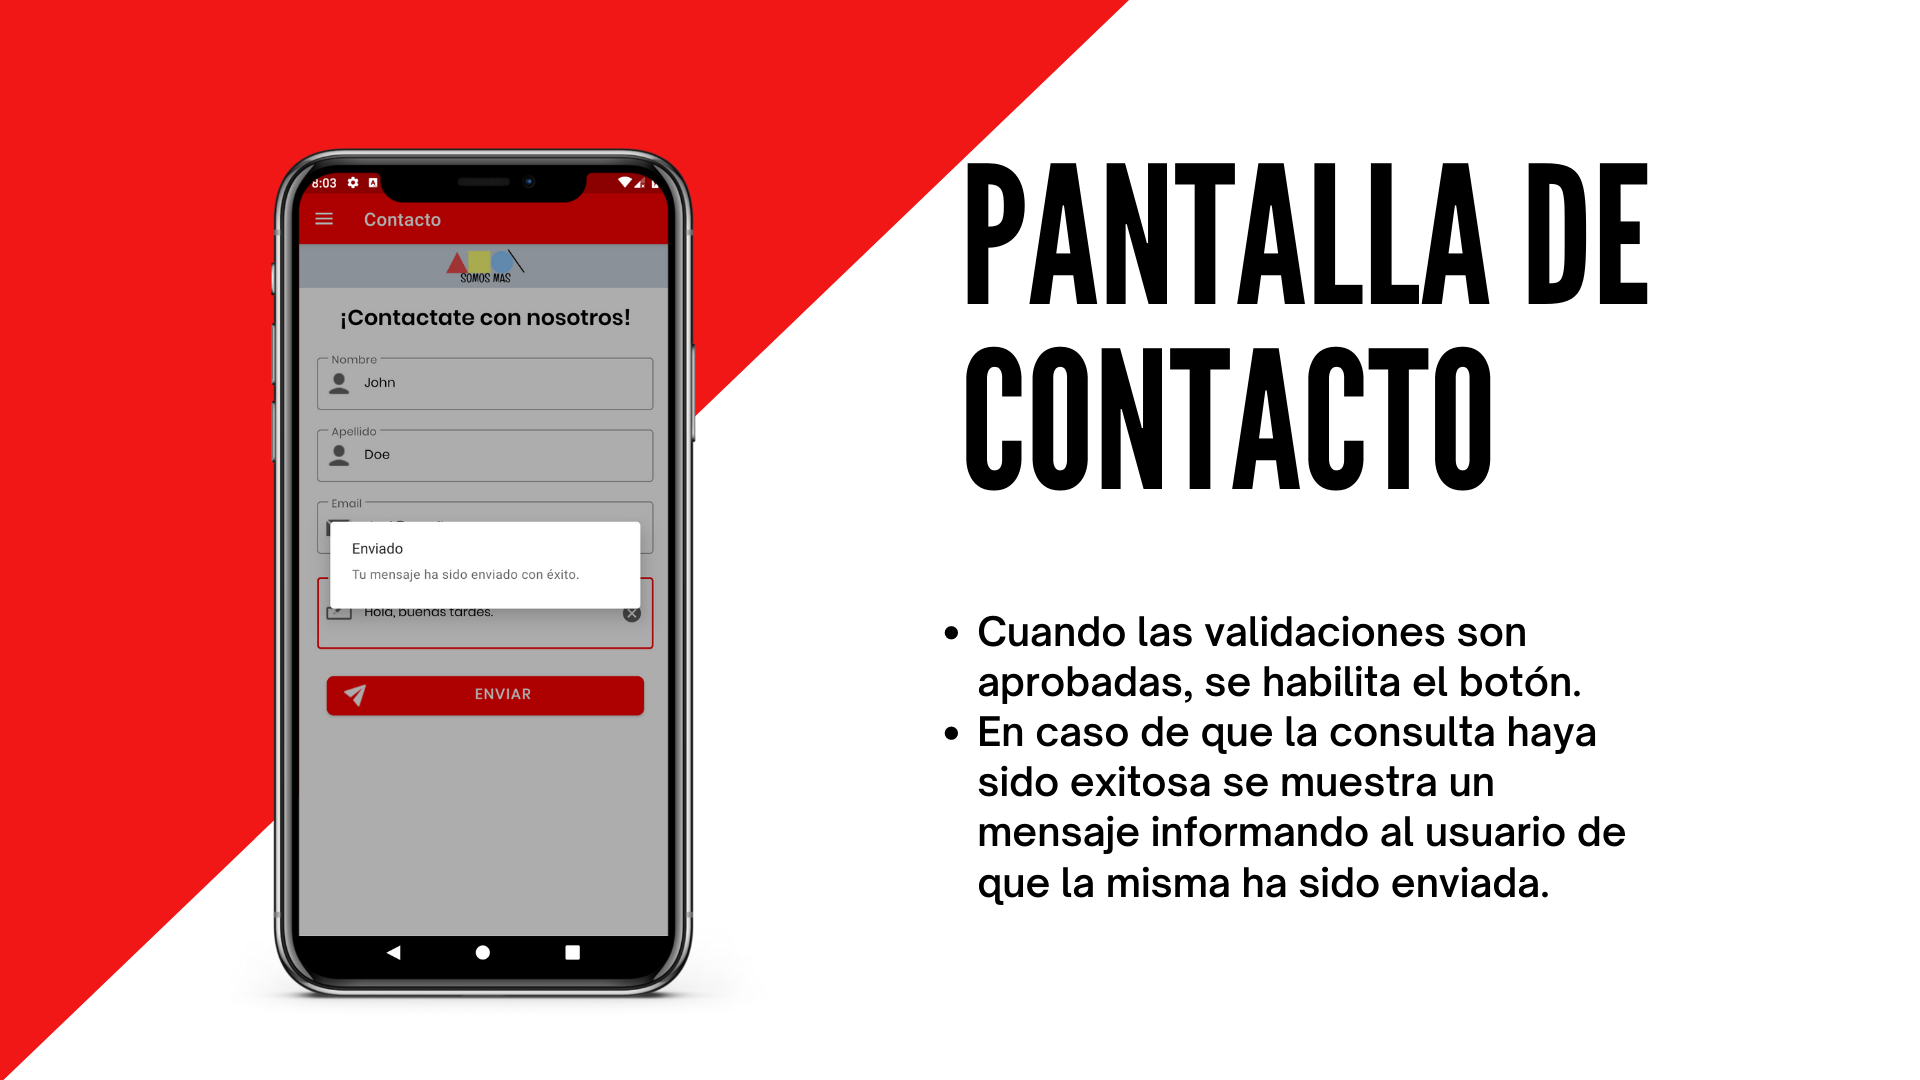 8:03
Contacto
SOMOS MAS
¡Contactate con nosotros!
Nombre
John
Apellido
Doe
Email
Enviado
Tu mensaje ha sido enviado con éxito.
Hola, buenas tardes.
ENVIAR
PANTALLA DE
CONTACTO
• Cuando las validaciones son
aprobadas, se habilita el botón.
• En caso de que la consulta haya
sido exitosa se muestra un
mensaje informando al usuario de
que la misma ha sido enviada.